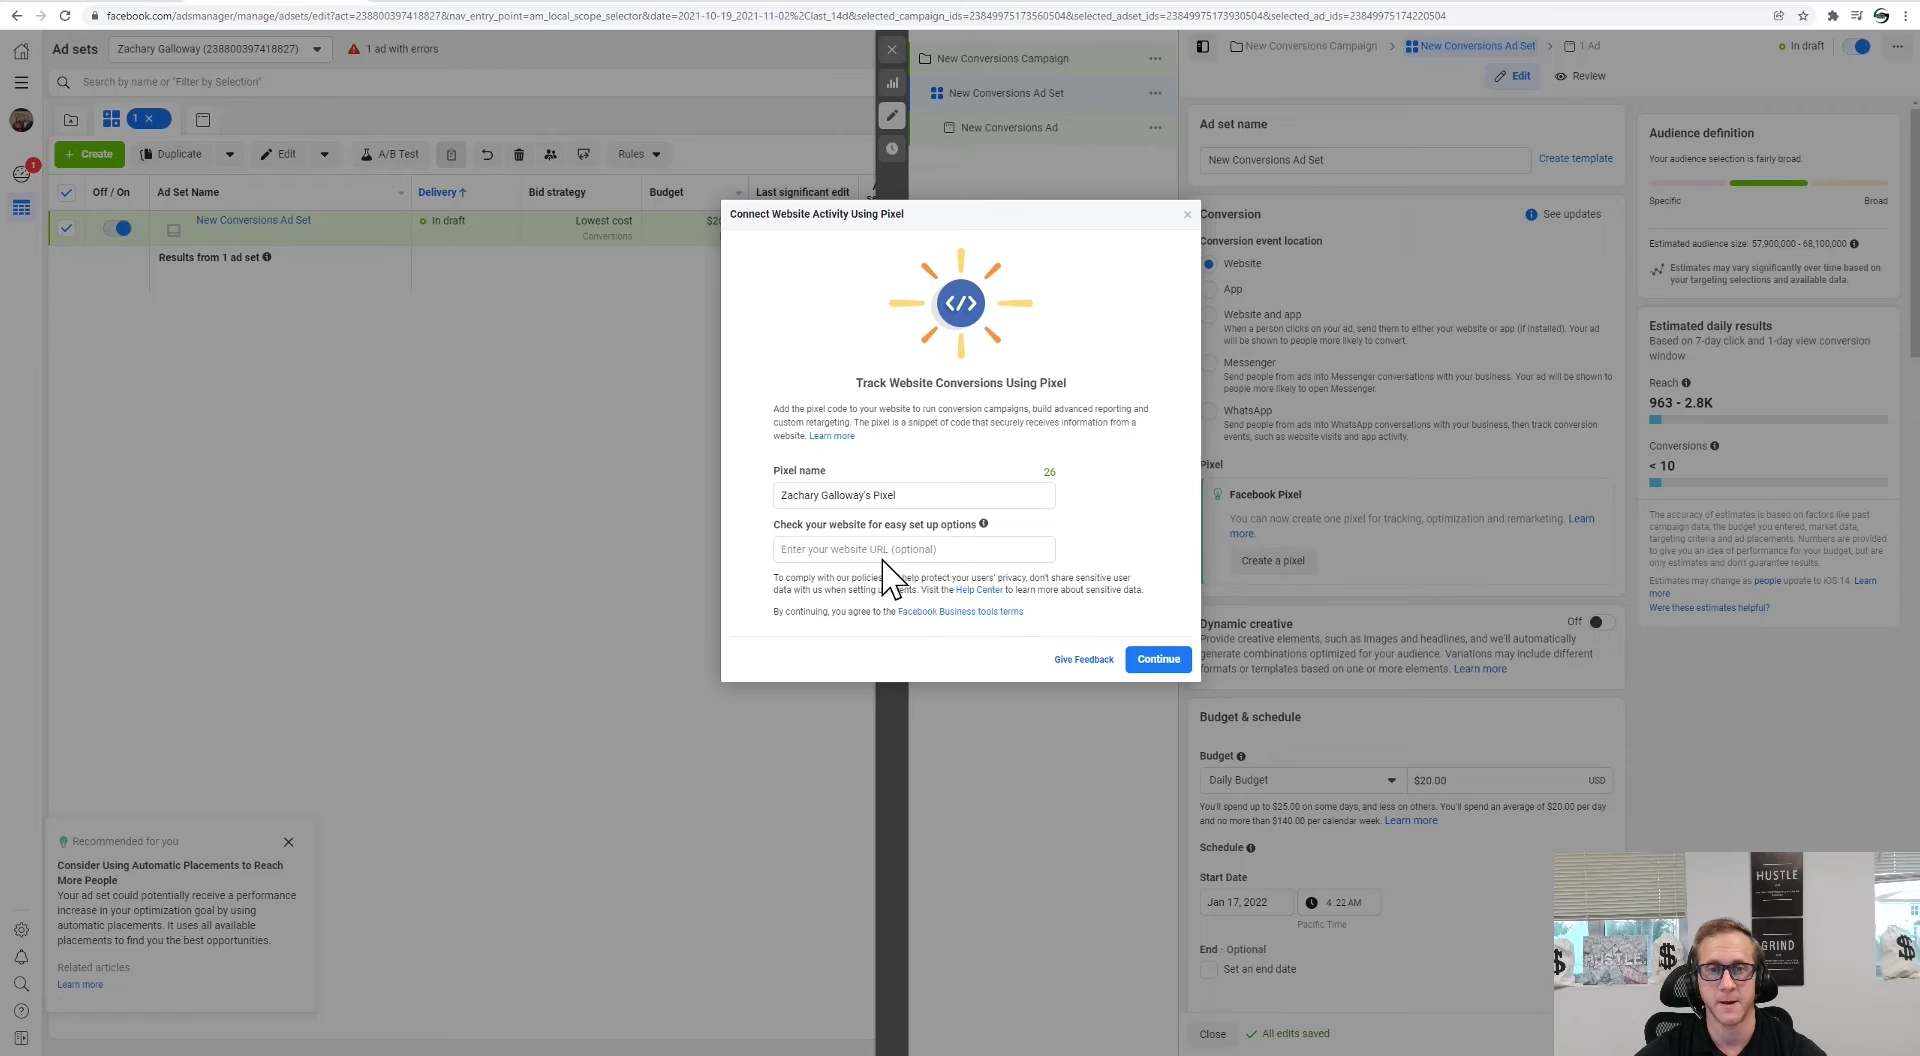 facebook.com/adsmanager/manage/adsets/edit?act=238800397418827&nav_entry_point=am_local_scope_selector&date=2021-10-19_2021-11-02%2Clast_14d&selected_campaign_ids=23849975173560504&selected_adset_ids=23849975173930504&selected_ad_ids=23849975174220504
Ad sets
Zachary Galloway (238800397418827)
1 ad with errors
Search by name or "Filter by Selection"
1
1
Create
Duplicate
Edit
A/B Test
Rules
Off / On
Ad Set Name
Delivery
Bid strategy
Budget
Last significant edit
New Conversions Ad Set
In draft
Lowest cost
Conversions
Results from 1 ad set
Recommended for you
Consider Using Automatic Placements to Reach
More People
Your ad set could potentially receive a performance
increase in your optimization goal by using
automatic placements. It uses all available
placements to find you the best opportunities.
Related articles
Learn more
New Conversions Campaign
New Conversions Ad Set
New Conversions Ad
Connect Website Activity Using Pixel
</>
Track Website Conversions Using Pixel
Add the pixel code to your website to run conversion campaigns, build advanced reporting and
custom retargeting. The pixel is a snippet of code that securely receives information from a
website. Learn more
Pixel name
26
Zachary Galloway's Pixel
Check your website for easy set up options
Enter your website URL (optional)
To comply with our policies help protect your users' privacy, don't share sensitive user
data with us when setting Visit the Help Center to learn more about sensitive data.
By continuing, you agree to the Facebook Business tools terms
Give Feedback
Continue
New Conversions Campaign
New Conversions Ad Set
1 Ad
In draft
Edit
Review
Ad set name
New Conversions Ad Set
Create template
Conversion
See updates
Conversion event location
Website
App
Website and app
When a person clicks on your ad, send them to either your website or app (if installed). Your ad
will be shown to people more likely to convert.
Messenger
Send people from ads into Messenger conversations with your business. Your ad will be shown to
people more likely to open Messenger.
WhatsApp
Send people from ads into WhatsApp conversations with your business, then track conversion
events, such as website visits and app activity.
Pixel
Facebook Pixel
You can now create one pixel for tracking, optimization and remarketing. Learn
more.
Create a pixel
Dynamic creative
Off
Provide creative elements, such as images and headlines, and we'll automatically
generate combinations optimized for your audience. Variations may include different
formats or templates based on one or more elements. Learn more
Budget & schedule
Budget
Daily Budget
$20.00
USD
You'll spend up to $25.00 on some days, and less on others. You'll spend an average of $20.00 per day
and no more than $140.00 per calendar week. Learn more
Schedule
Start Date
Jan 17, 2022
4:22 AM
Pacific Time
End · Optional
Set an end date
Close
All edits saved
Audience definition
Your audience selection is fairly broad.
Specific
Broad
Estimated audience size: 57,900,000 - 68,100,000
Estimates may vary significantly over time based on
your targeting selections and available data.
Estimated daily results
Based on 7-day click and 1-day view conversion
window
Reach
963 - 2.8K
Conversions
< 10
The accuracy of estimates is based on factors like past
campaign data, the budget you entered, market data,
targeting criteria and ad placements. Numbers are provided
to give you an idea of performance for your budget, but are
only estimates and don't guarantee results.
Estimates may change as people update to iOS 14. Learn
more
Were these estimates helpful?
HUSTLE
HUSTLE
GRIND
$
$
$